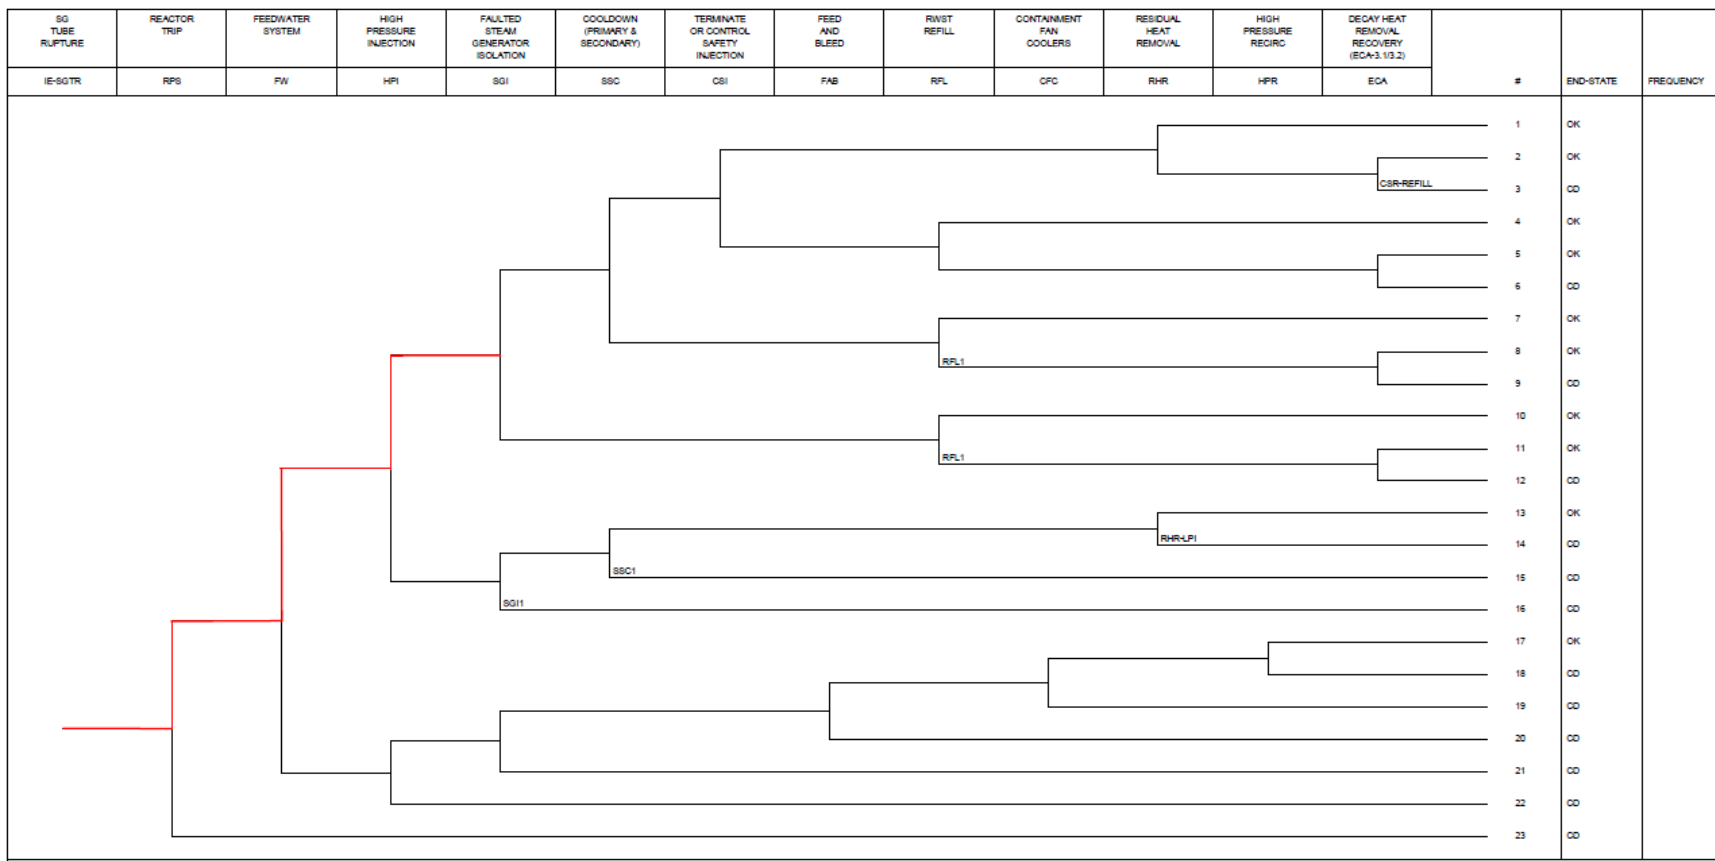 SG
TUBE
RUPTURE
REACTOR
TRIP
FEEDWATER
SYSTEM
HIGH
PRESSURE
INJECTION
FAULTED
STEAM
GENERATOR
ISOLATION
COOLDOWN
(PRIMARY &
SECONDARY)
TERMINATE
OR CONTROL
SAFETY
INJECTION
FEED
AND
BLEED
RWST
REFILL
CONTAINMENT
FAN
COOLERS
RESIDUAL
HEAT
REMOVAL
HIGH
PRESSURE
RECIRC
DECAY HEAT
REMOVAL
RECOVERY
(ECA-3.1/3.2)
IE-SGTR RPS FW HPI SGI SSC CSI FAB RFL CFC RHR HPR ECA # END-STATE FREQUENCY
1 OK
2 OK
CSR-REFILL
3 CD
4 OK
5 OK
6 CD
7 OK
8 OK
RFL1
9 CD
10 OK
11 OK
RFL1
12 CD
13 OK
RHR-LPI
14 CD
SSC1
15 CD
SGI1
16 CD
17 OK
18 CD
19 CD
20 CD
21 CD
22 CD
23 CD